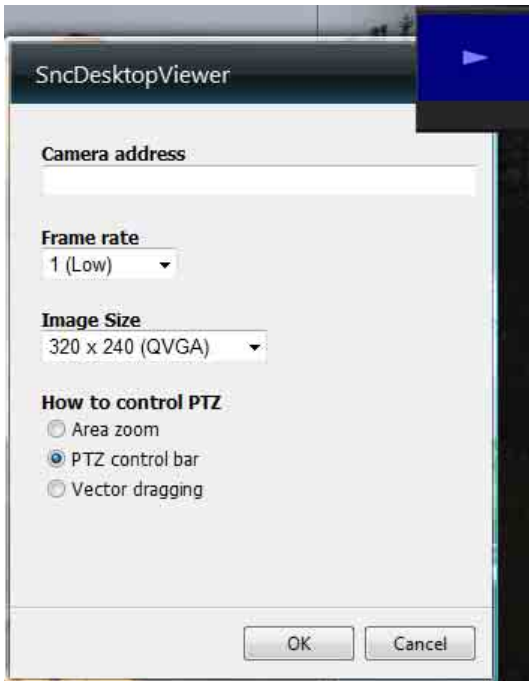 SncDesktopViewer
Camera address
Frame rate
1 (Low)
Image Size
320 x 240 (QVGA)
How to control PTZ
Area zoom
PTZ control bar
Vector dragging
OK
Cancel